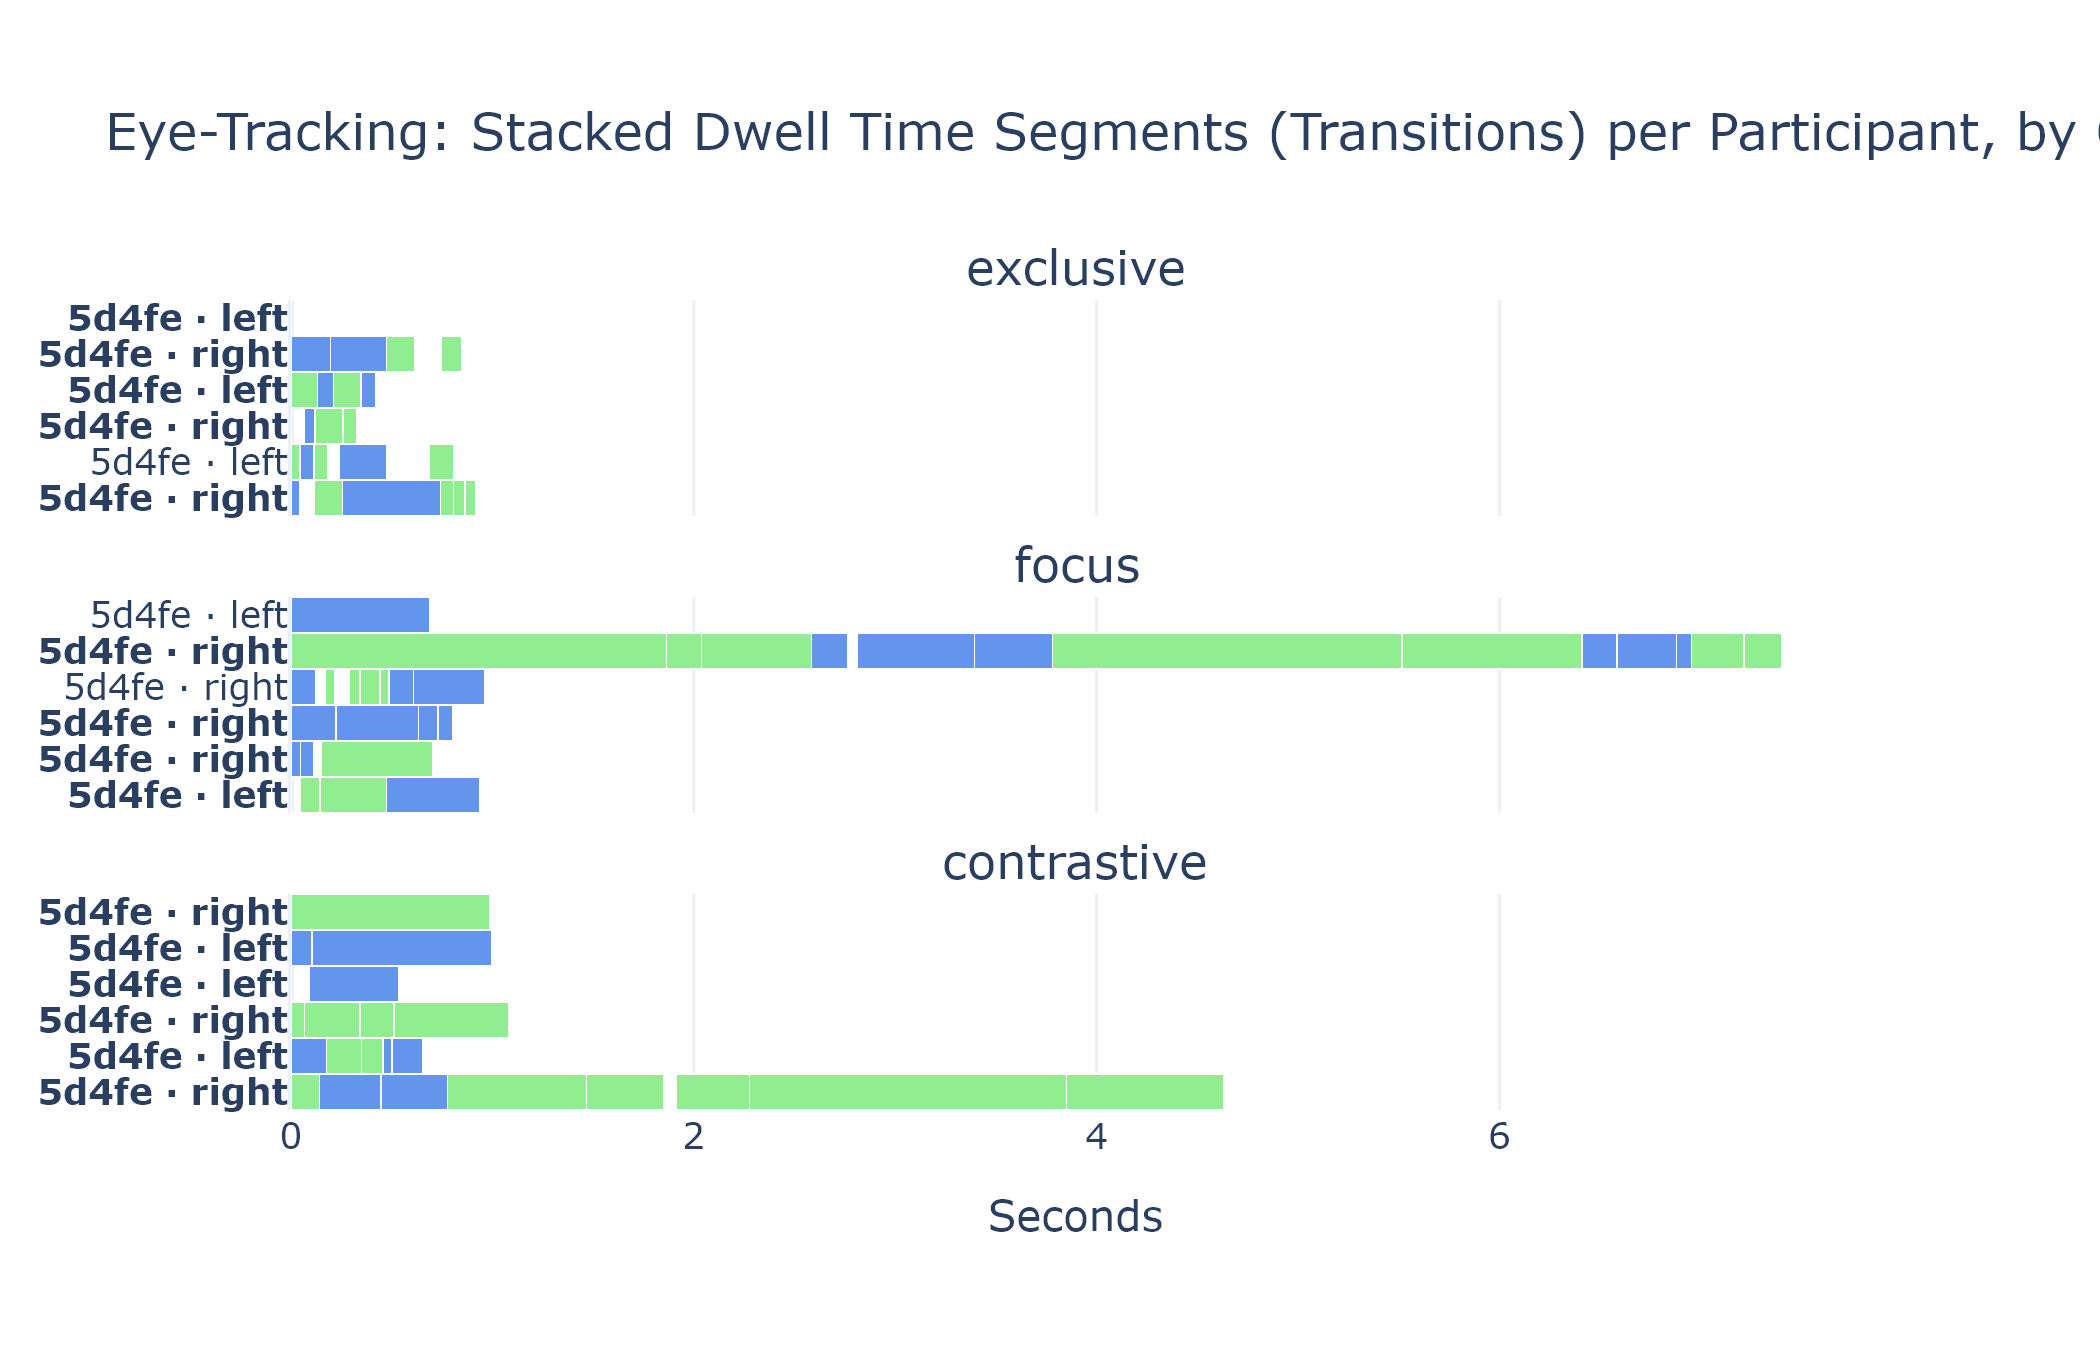 Eye-Tracking: Stacked Dwell Time Segments (Transitions) per Participant, by
exclusive
5d4fe · left
5d4fe · right
5d4fe · left
5d4fe · right
5d4fe · left
5d4fe · right
focus
5d4fe · left
5d4fe · right
5d4fe · right
5d4fe · right
5d4fe · right
5d4fe · left
contrastive
5d4fe · right
5d4fe · left
5d4fe · left
5d4fe · right
5d4fe · left
5d4fe · right
0 2 4 6
Seconds